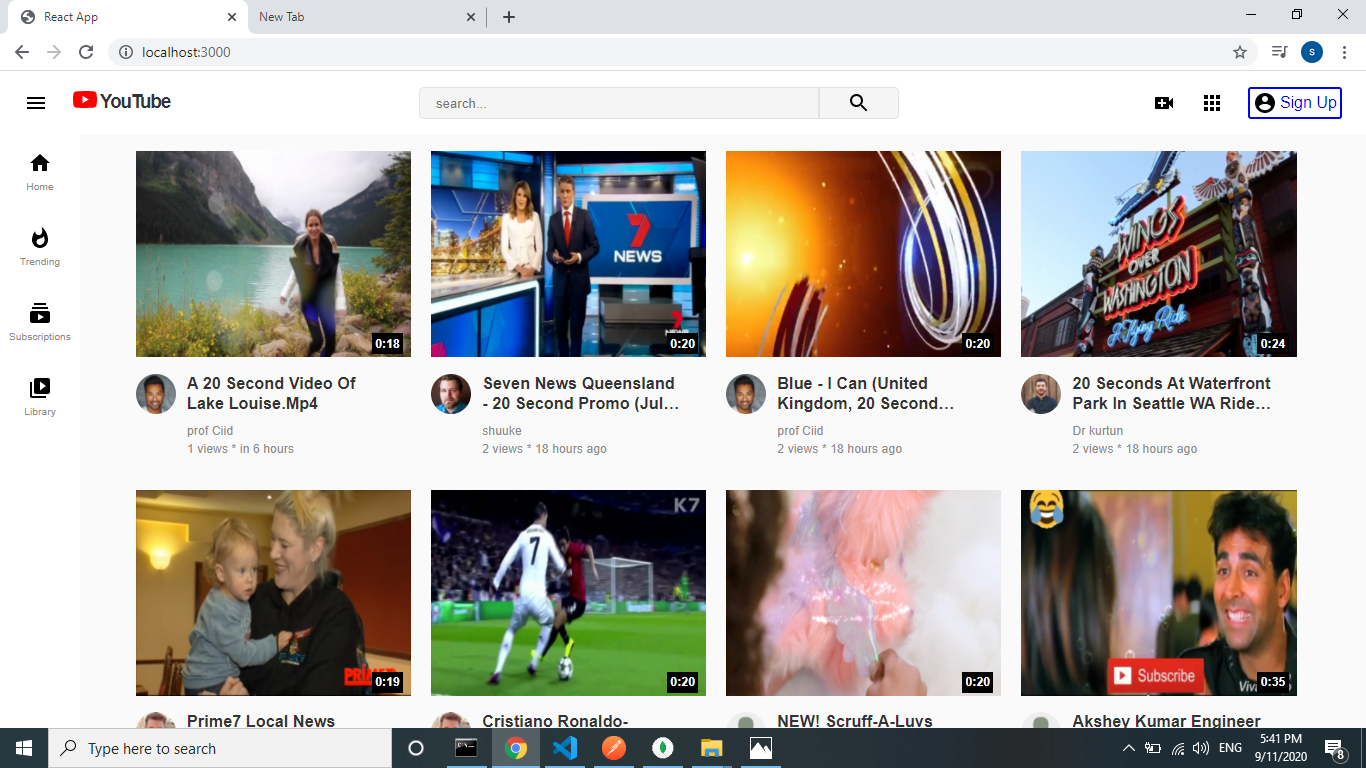 React App
New Tab
localhost:3000
S
YouTube
search...
Sign Up
Home
Trending
Subscriptions
Library
7
NEWS
7
NEWS
WINGS
OVER
WASHINGTON
A Flying Ride
0:18
0:20
0:20
0:24
A 20 Second Video Of
Lake Louise.Mp4
prof Ciid
1 views * in 6 hours
Seven News Queensland
- 20 Second Promo (Jul...
shuuke
2 views * 18 hours ago
Blue - I Can (United
Kingdom, 20 Second...
prof Ciid
2 views * 18 hours ago
20 Seconds At Waterfront
Park In Seattle WA Ride...
Dr kurtun
2 views * 18 hours ago
PRIME7
0:19
K7
7
0:20
0:20
Subscribe
0:35
Prime7 Local News
Cristiano Ronaldo-
NEW! Scruff-A-Luvs
Akshey Kumar Engineer
Type here to search
ENG
5:41 PM
9/11/2020
8